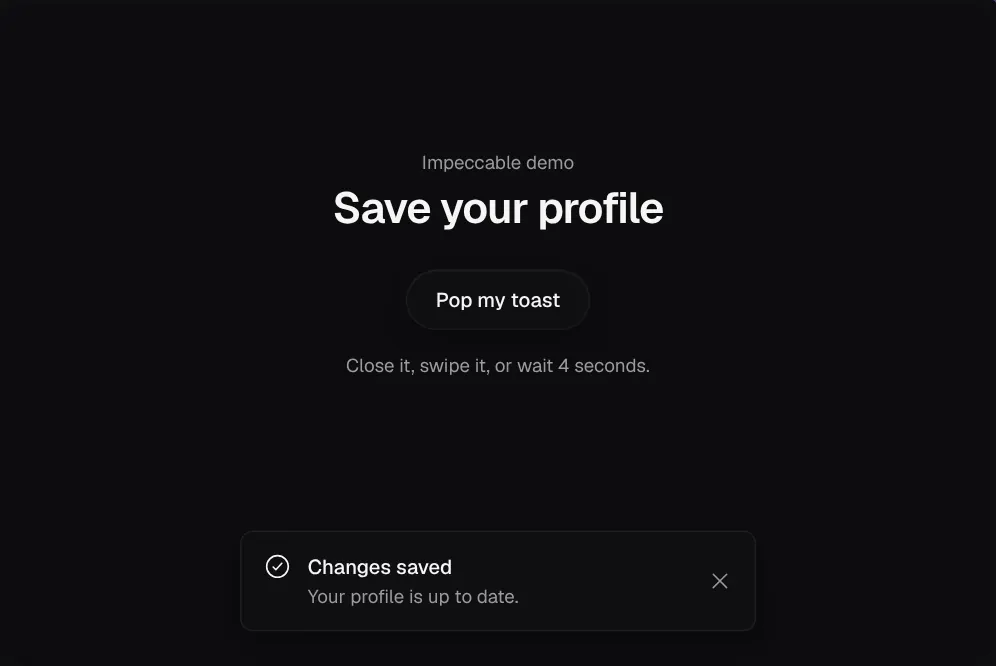 Impeccable demo
Save your profile
Pop my toast
Close it, swipe it, or wait 4 seconds.
Changes saved
Your profile is up to date.